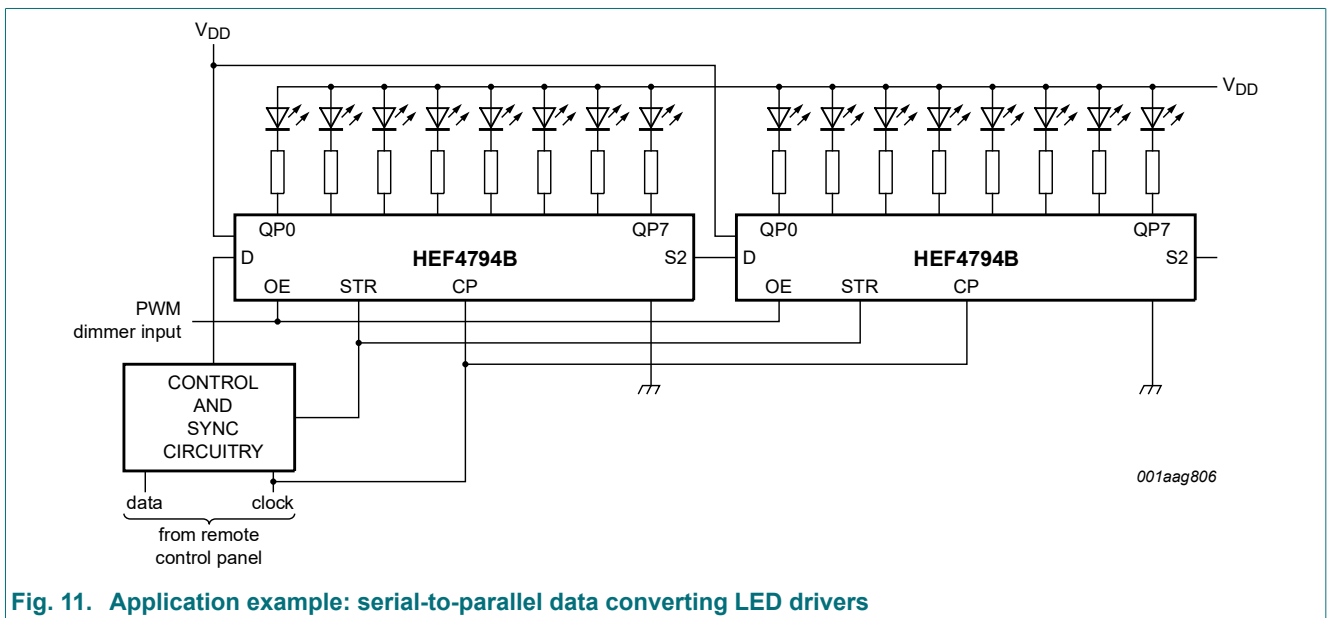 VDD
VDD
QP0 QP7 QP0 QP7
D HEF4794B S2 D HEF4794B S2
OE STR CP OE STR CP
PWM
dimmer input
CONTROL
AND
SYNC
CIRCUITRY
001aag806
data clock
from remote
control panel
Fig. 11. Application example: serial-to-parallel data converting LED drivers